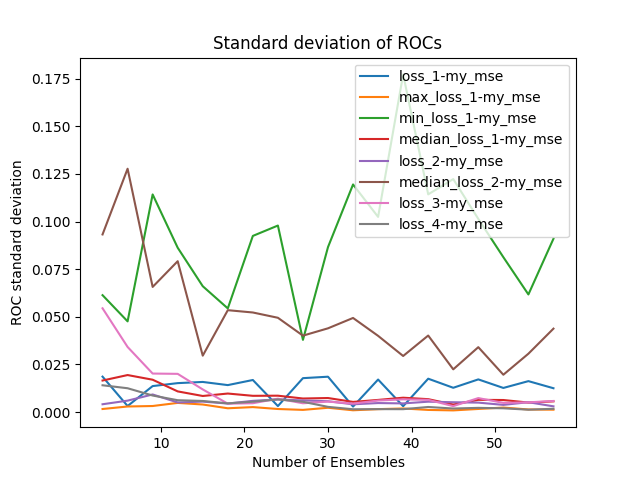 Standard deviation of ROCs
ROC standard deviation
0.175
0.150
0.125
0.100
0.075
0.050
0.025
0.000
loss_1-my_mse
max_loss_1-my_mse
min_loss_1-my_mse
median_loss_1-my_mse
loss_2-my_mse
median_loss_2-my_mse
loss_3-my_mse
loss_4-my_mse
10 20 30 40 50
Number of Ensembles